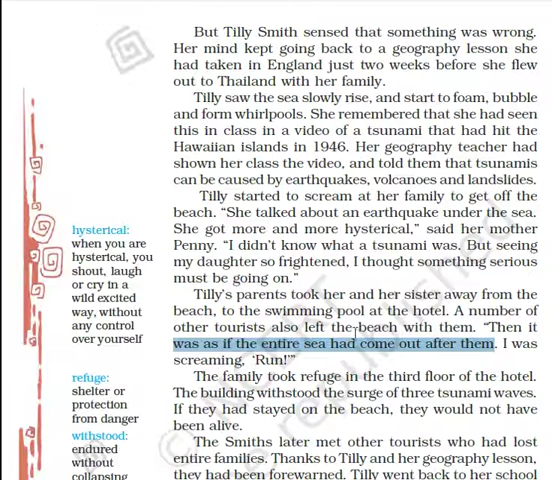 But Tilly Smith sensed that something was wrong.
Her mind kept going back to a geography lesson she
had taken in England just two weeks before she flew
out to Thailand with her family.
Tilly saw the sea slowly rise, and start to foam, bubble
and form whirlpools. She remembered that she had seen
this in class in a video of a tsunami that had hit the
Hawaiian islands in 1946. Her geography teacher had
shown her class the video, and told them that tsunamis
can be caused by earthquakes, volcanoes and landslides.
Tilly started to scream at her family to get off the
beach. “She talked about an earthquake under the sea.
She got more and more hysterical,” said her mother
Penny. “I didn't know what a tsunami was. But seeing
my daughter so frightened, I thought something serious
must be going on.”
Tilly's parents took her and her sister away from the
beach, to the swimming pool at the hotel. A number of
other tourists also left the beach with them. “Then it
was as if the entire sea had come out after them. I was
screaming, ‘Run!’”
The family took refuge in the third floor of the hotel.
The building withstood the surge of three tsunami waves.
If they had stayed on the beach, they would not have
been alive.
The Smiths later met other tourists who had lost
entire families. Thanks to Tilly and her geography lesson,
they had been forewarned. Tilly went back to her school
hysterical:
when you are
hysterical, you
shout, laugh
or cry in a
wild excited
way, without
any control
over yourself
refuge:
shelter or
protection
from danger
withstood:
endured
without
collapsing
© NCERT
be republished